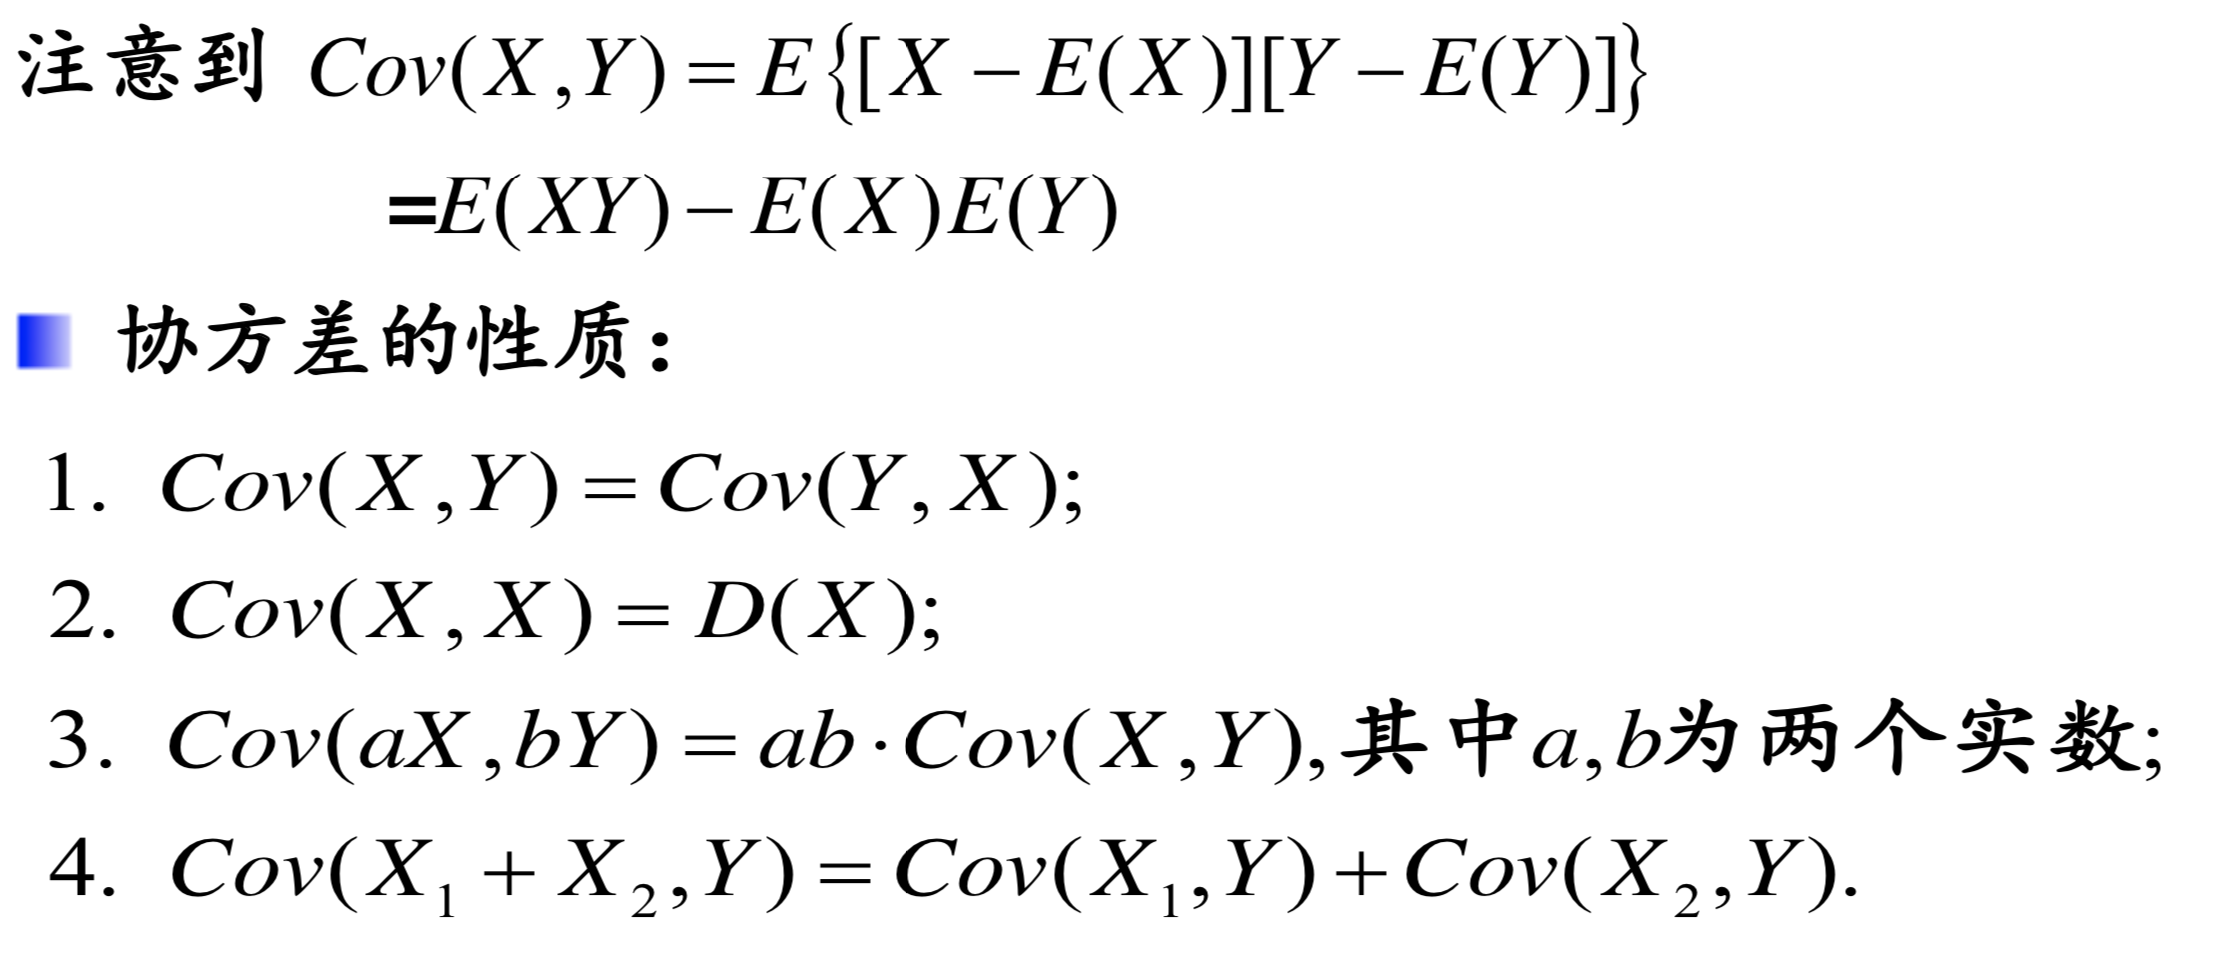 注意到 Cov(X,Y) = E{[X − E(X)][Y − E(Y)]}
=E(XY) − E(X)E(Y)
协方差的性质：
1. Cov(X,Y) = Cov(Y,X);
2. Cov(X,X) = D(X);
3. Cov(aX,bY) = ab·Cov(X,Y),其中a,b为两个实数;
4. Cov(X₁ + X₂,Y) = Cov(X₁,Y) + Cov(X₂,Y).